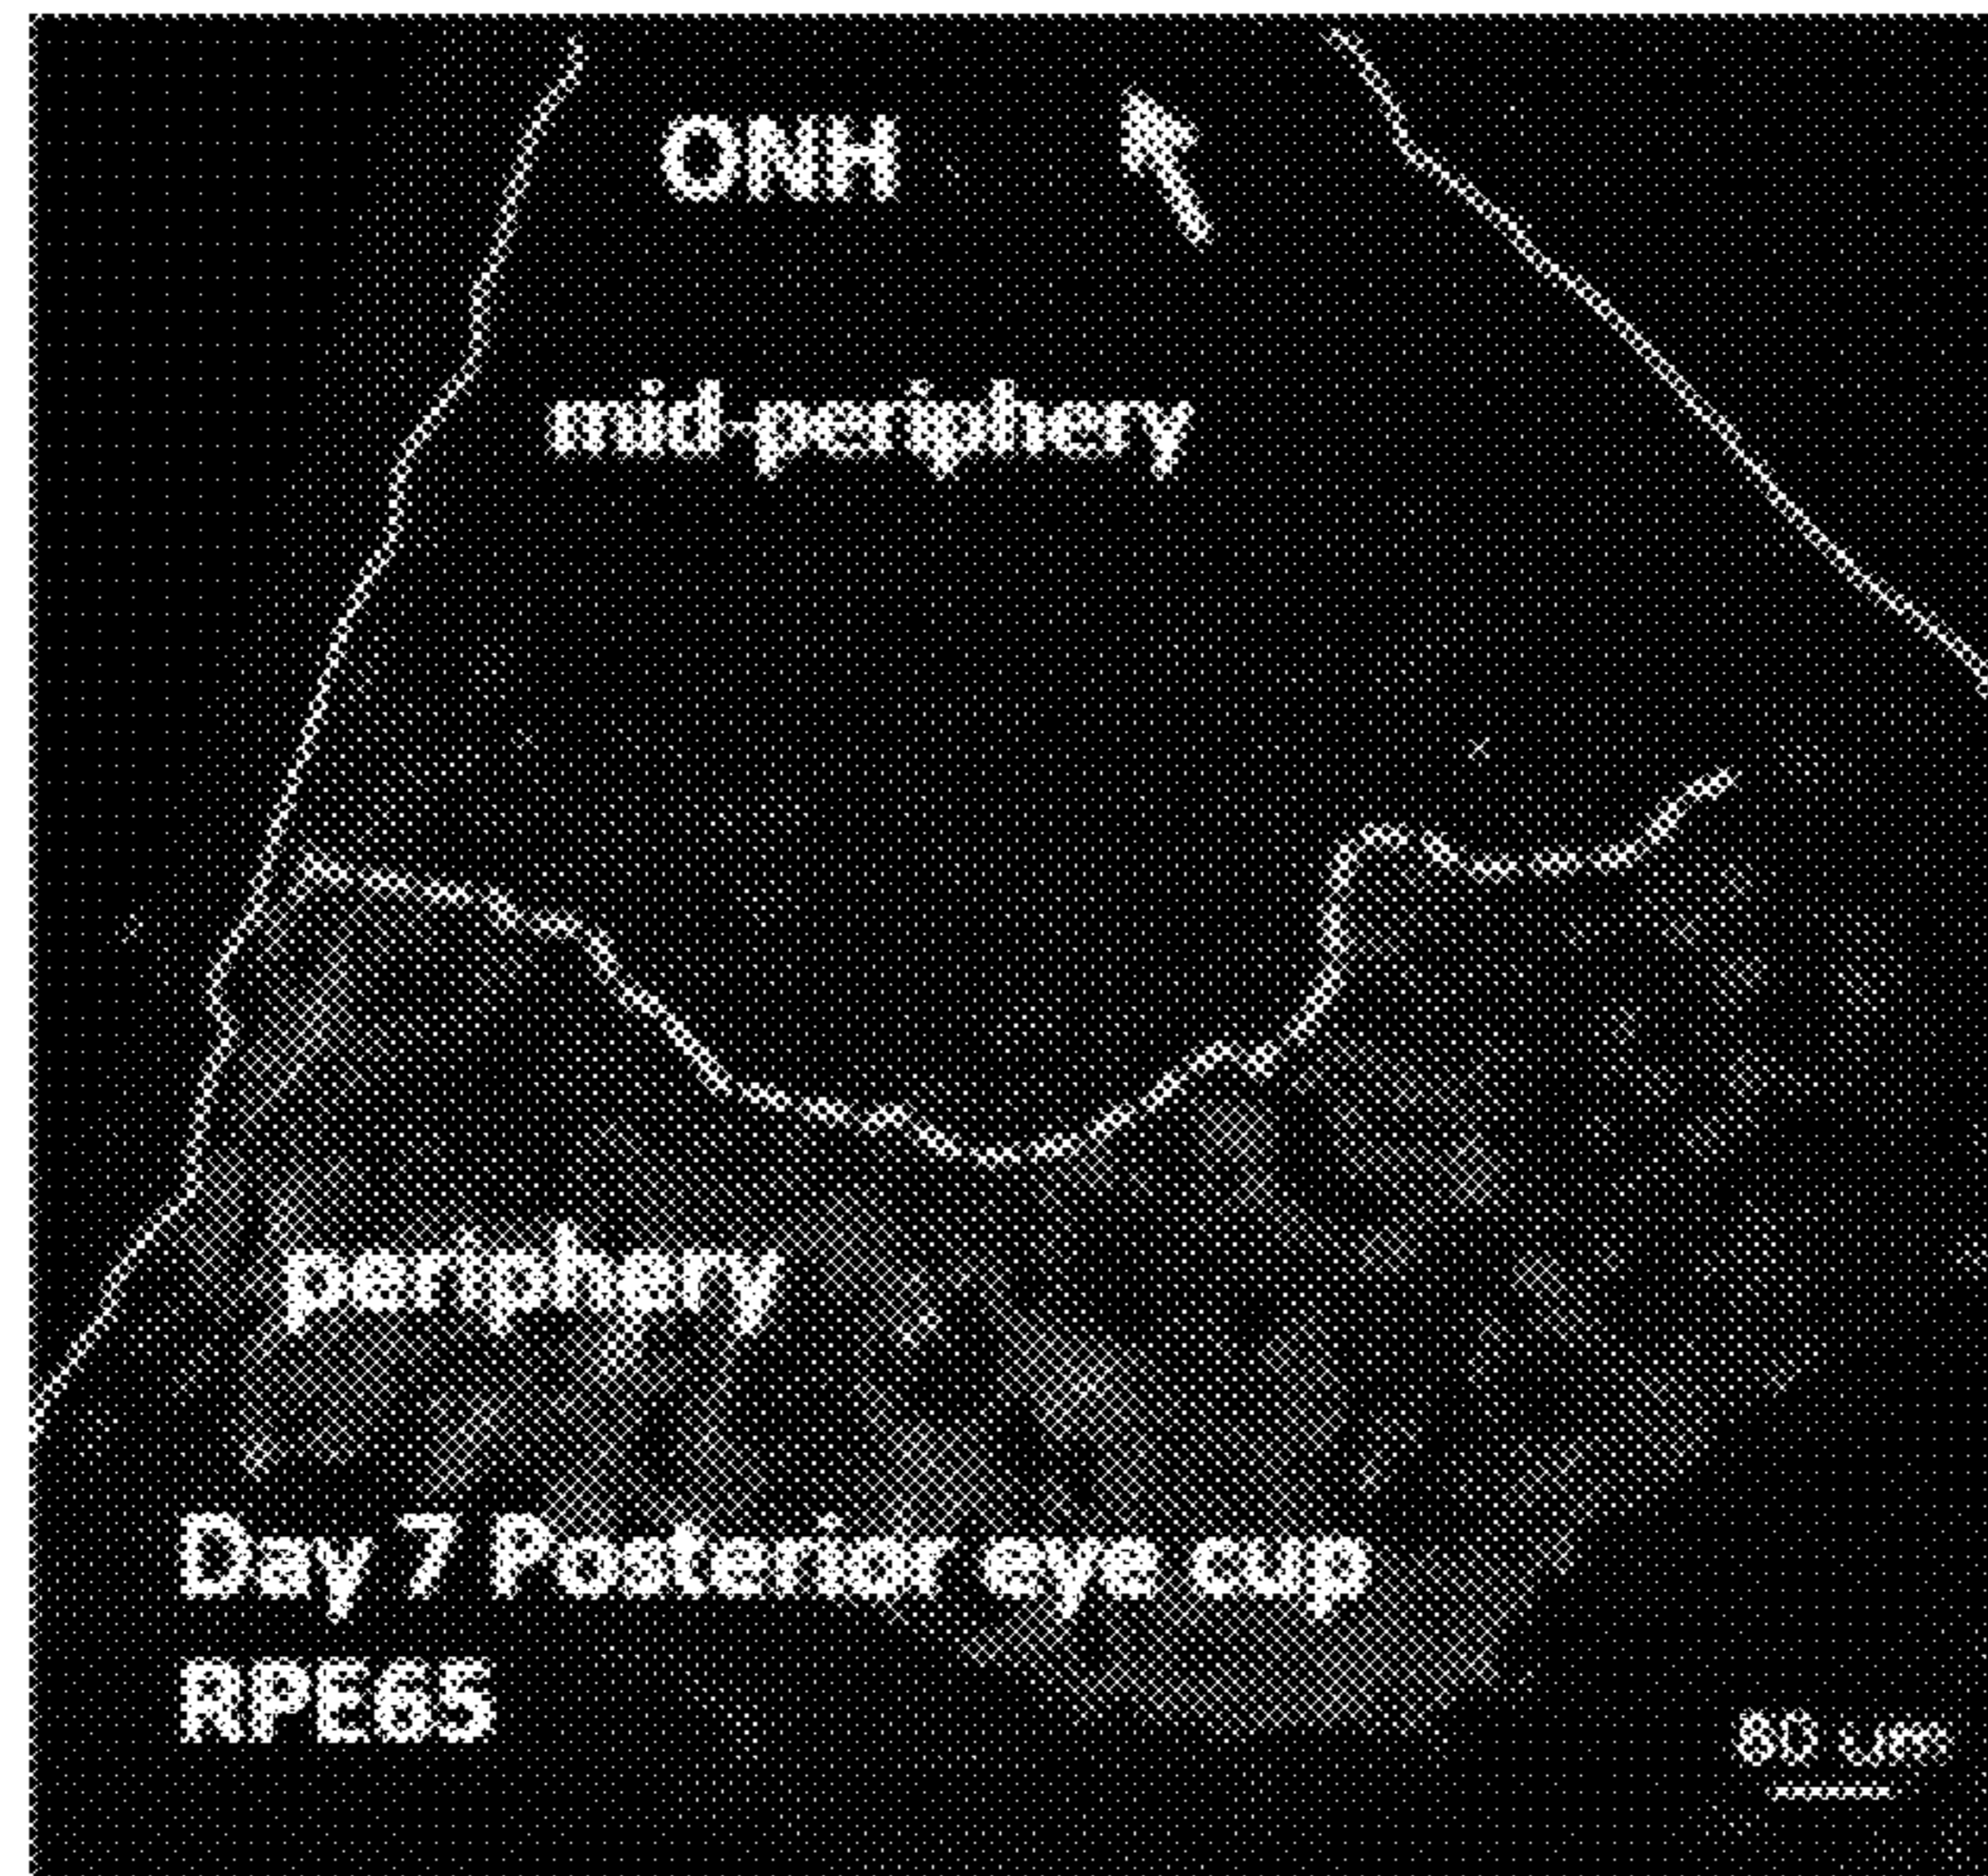 ONH
mid-periphery
periphery
Day 7 Posterior eye cup
RPE65
80 um